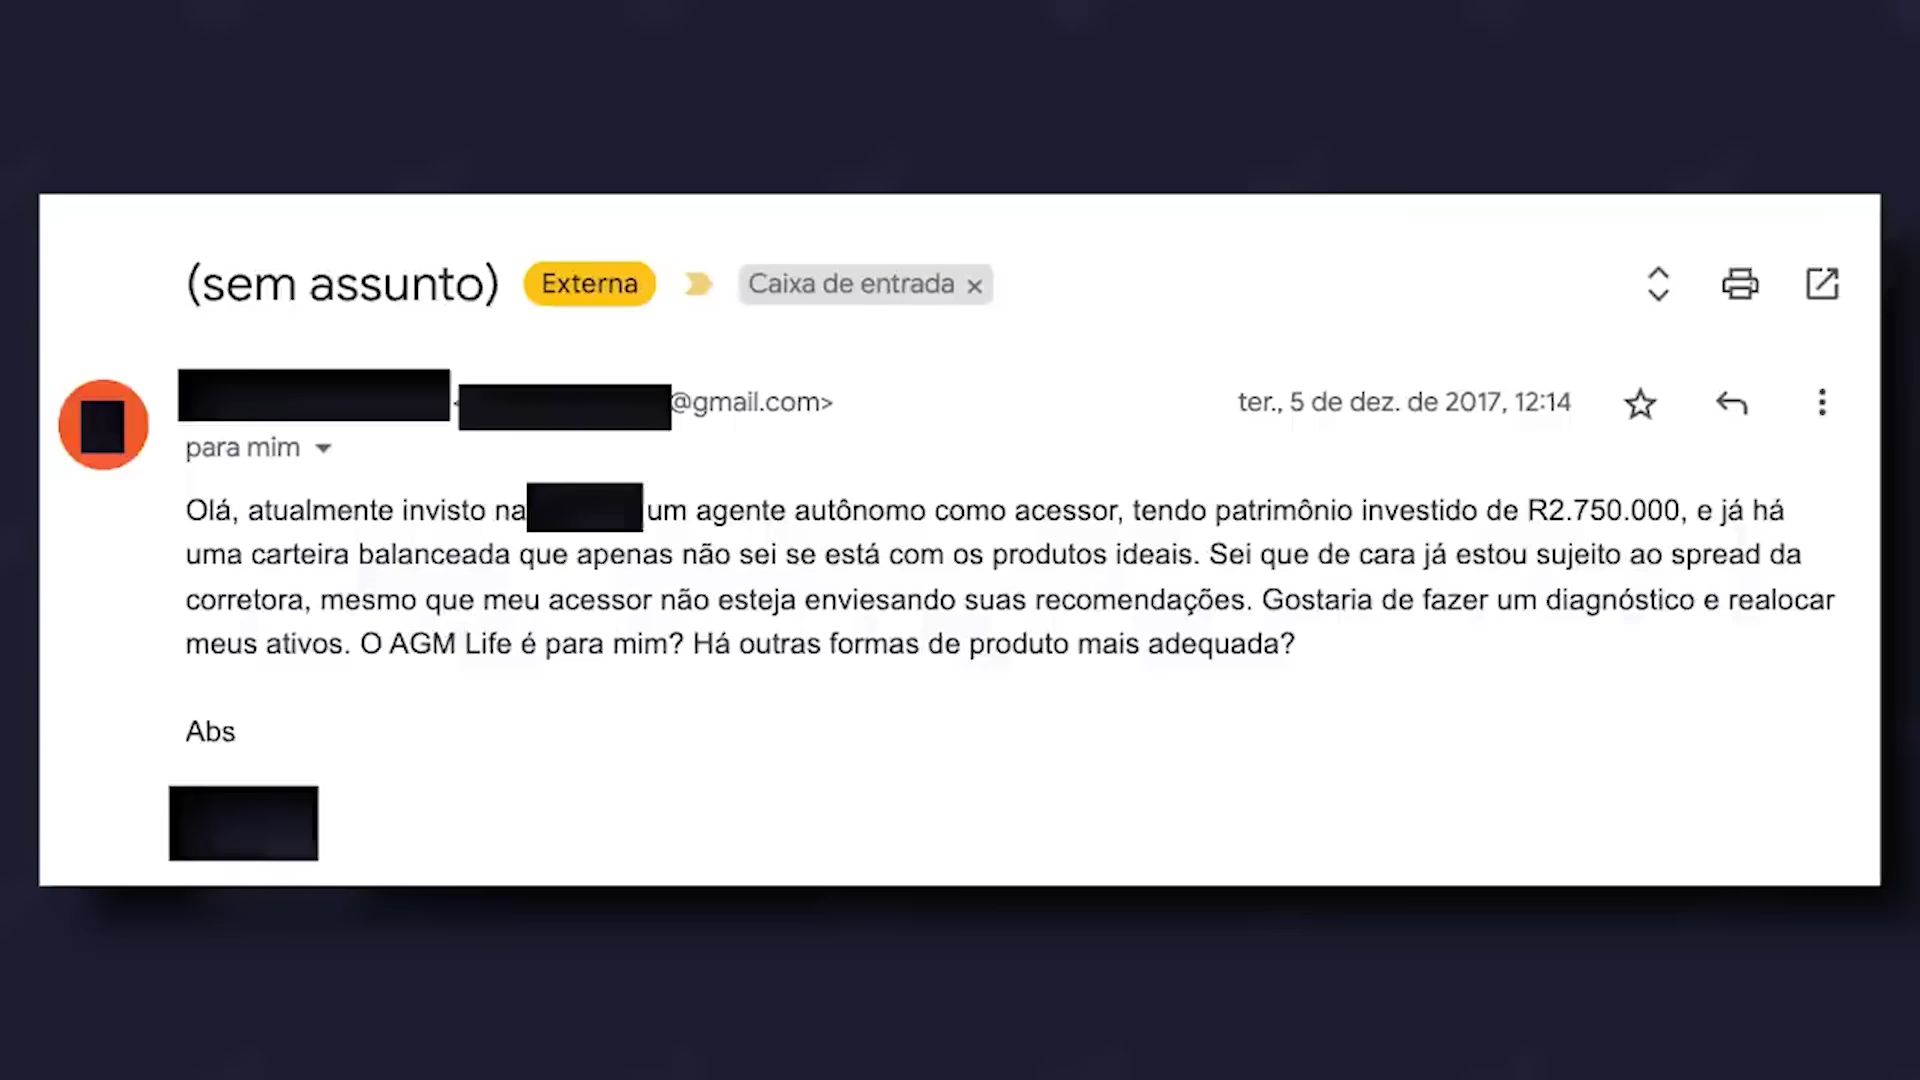 (sem assunto) Externa Caixa de entrada ×
< @gmail.com> ter., 5 de dez. de 2017, 12:14
para mim
Olá, atualmente invisto na um agente autônomo como acessor, tendo patrimônio investido de R2.750.000, e já há
uma carteira balanceada que apenas não sei se está com os produtos ideais. Sei que de cara já estou sujeito ao spread da
corretora, mesmo que meu acessor não esteja enviesando suas recomendações. Gostaria de fazer um diagnóstico e realocar
meus ativos. O AGM Life é para mim? Há outras formas de produto mais adequada?
Abs